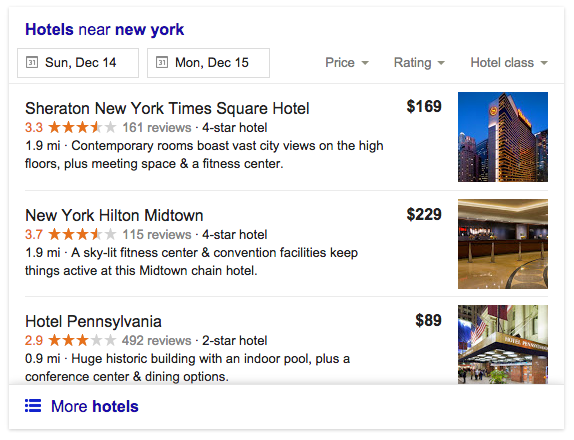 Hotels near new york
31 Sun, Dec 14
31 Mon, Dec 15
Price
Rating
Hotel class
Sheraton New York Times Square Hotel
$169
3.3 161 reviews · 4-star hotel
1.9 mi · Contemporary rooms boast vast city views on the high
floors, plus meeting space & a fitness center.
New York Hilton Midtown
$229
3.7 115 reviews · 4-star hotel
1.9 mi · A sky-lit fitness center & convention facilities keep
things active at this Midtown chain hotel.
Hotel Pennsylvania
$89
2.9 492 reviews · 2-star hotel
0.9 mi · Huge historic building with an indoor pool, plus a
conference center & dining options.
HOTEL PENNSYLVANIA
More hotels